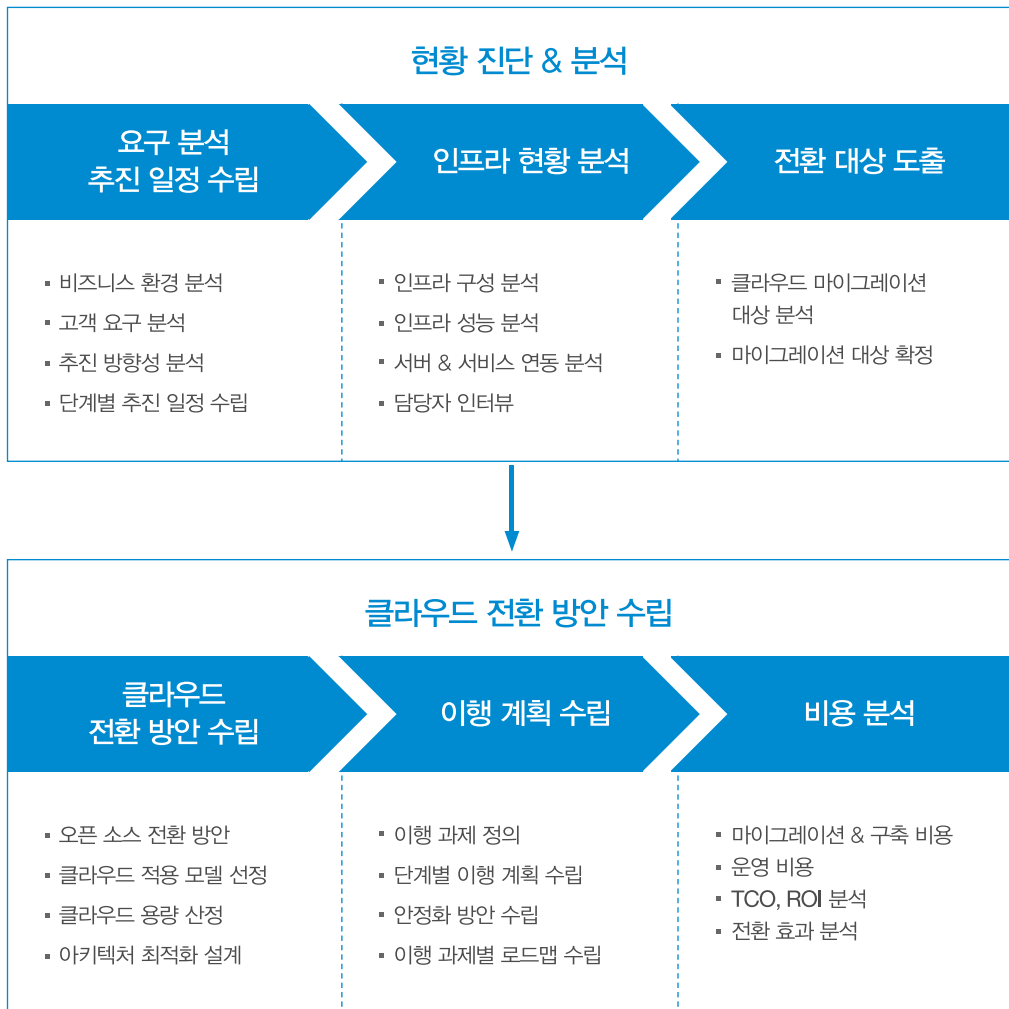 현황 진단 & 분석
요구 분석
추진 일정 수립
인프라 현황 분석
전환 대상 도출
▪ 비즈니스 환경 분석
▪ 고객 요구 분석
▪ 추진 방향성 분석
▪ 단계별 추진 일정 수립
▪ 인프라 구성 분석
▪ 인프라 성능 분석
▪ 서버 & 서비스 연동 분석
▪ 담당자 인터뷰
▪ 클라우드 마이그레이션
대상 분석
▪ 마이그레이션 대상 확정
클라우드 전환 방안 수립
클라우드
전환 방안 수립
이행 계획 수립
비용 분석
▪ 오픈 소스 전환 방안
▪ 클라우드 적용 모델 선정
▪ 클라우드 용량 산정
▪ 아키텍처 최적화 설계
▪ 이행 과제 정의
▪ 단계별 이행 계획 수립
▪ 안정화 방안 수립
▪ 이행 과제별 로드맵 수립
▪ 마이그레이션 & 구축 비용
▪ 운영 비용
▪ TCO, ROI 분석
▪ 전환 효과 분석